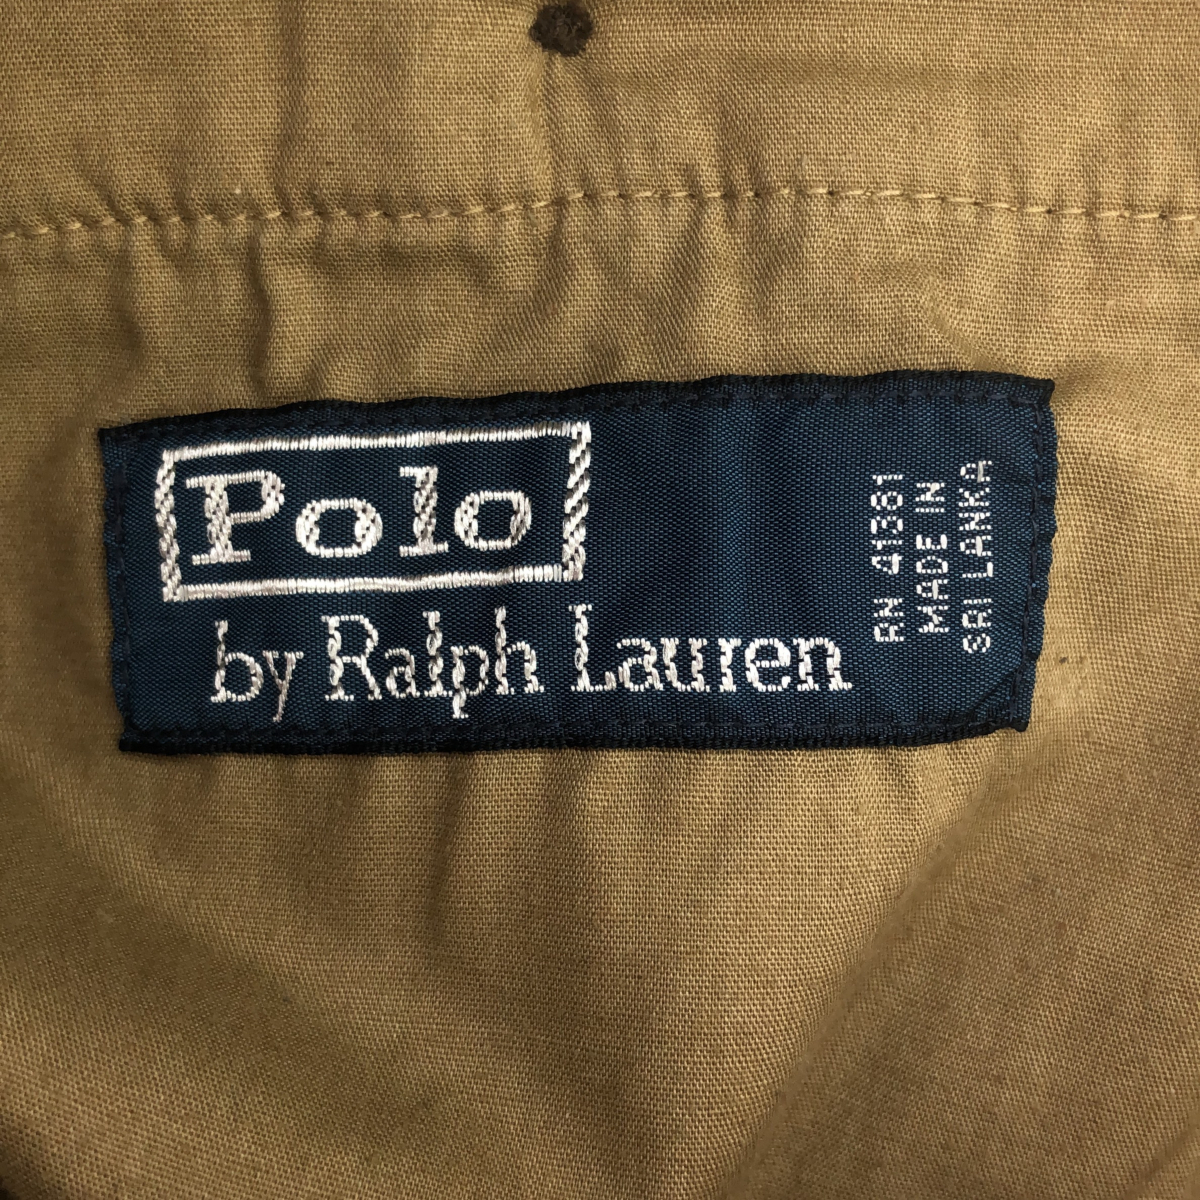 Polo
by Ralph Lauren
RN 41381
MADE IN
SRI LANKA